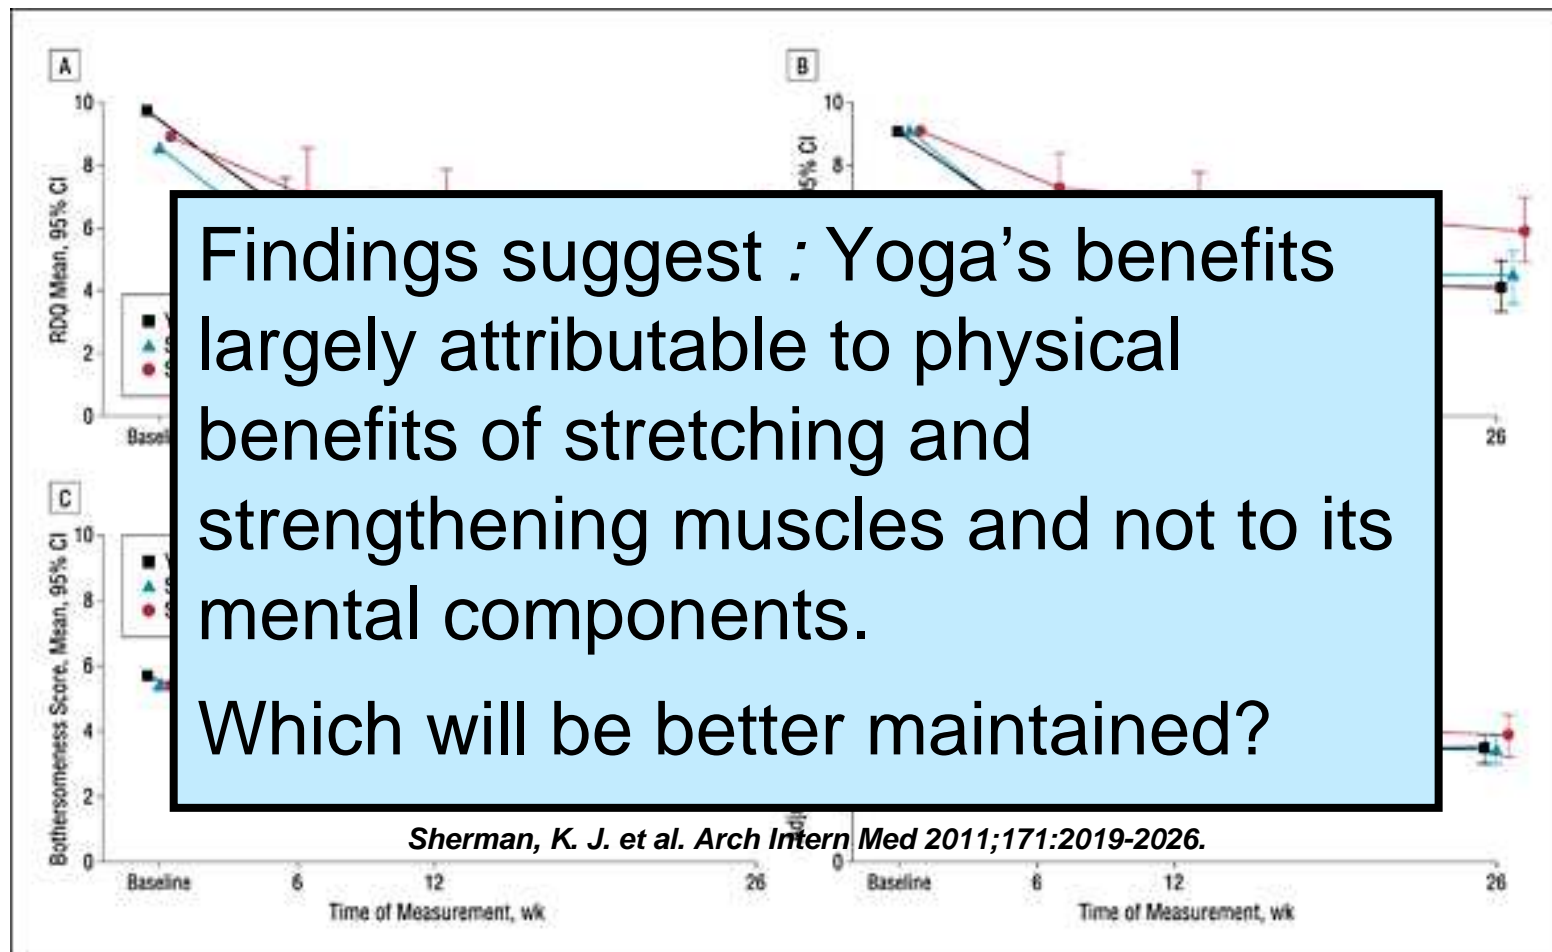 A
10
8
6
4
2
0
RDQ Mean, 95% CI
B
10
8
95% CI
26
Findings suggest : Yoga’s benefits
largely attributable to physical
benefits of stretching and
strengthening muscles and not to its
mental components.
Which will be better maintained?
C
10
8
6
4
2
0
Bothersomeness Score, Mean, 95% CI
Baseline 6 12 26
Time of Measurement, wk
0
Baseline 6 12 26
Time of Measurement, wk
Sherman, K. J. et al. Arch Intern Med 2011;171:2019-2026.